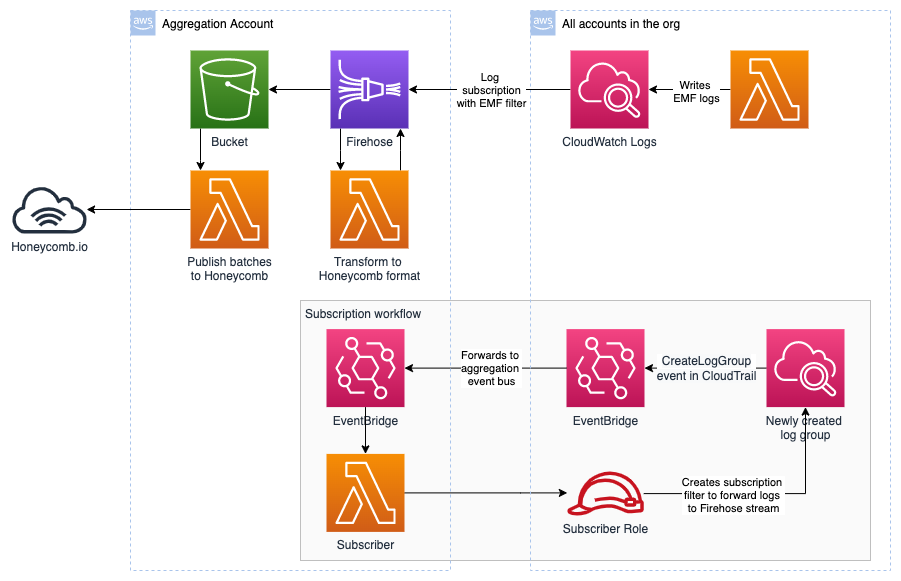 aws
Aggregation Account
aws
All accounts in the org
Log
subscription
with EMF filter
Writes
EMF logs
Bucket
Firehose
CloudWatch Logs
Honeycomb.io
Publish batches
to Honeycomb
Transform to
Honeycomb format
Subscription workflow
Forwards to
aggregation
event bus
CreateLogGroup
event in CloudTrail
EventBridge
EventBridge
Newly created
log group
Creates subscription
filter to forward logs
to Firehose stream
Subscriber
Subscriber Role